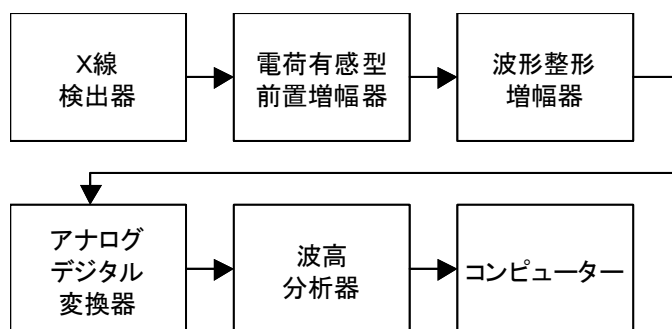 X線
検出器
電荷有感型
前置増幅器
波形整形
増幅器
アナログ
デジタル
変換器
波高
分析器
コンピューター